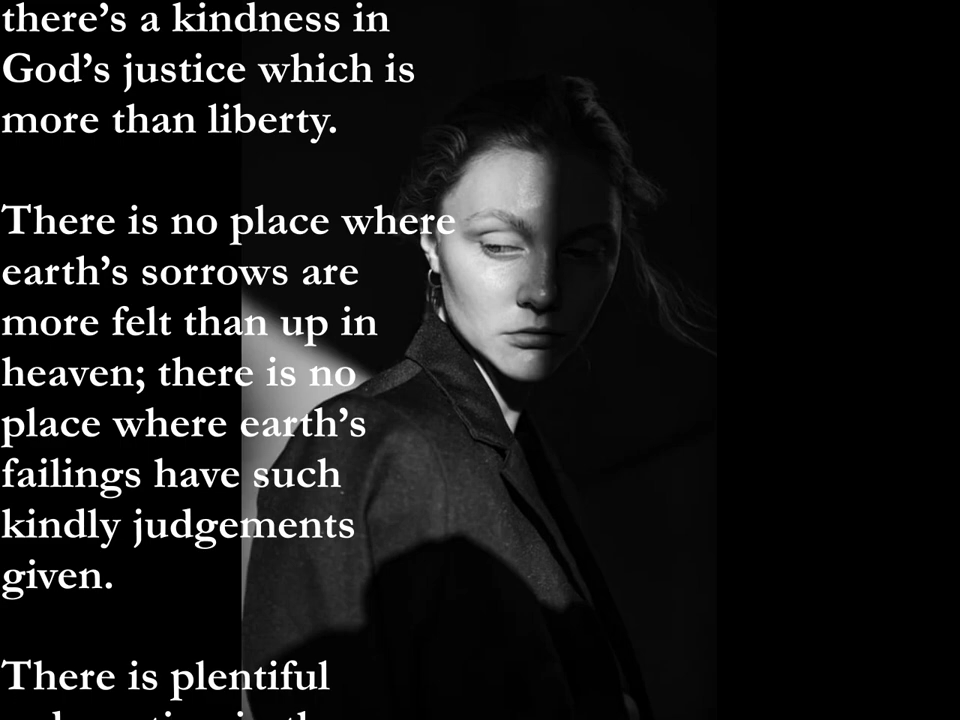 there’s a kindness in
God’s justice which is
more than liberty.
There is no place where
earth’s sorrows are
more felt than up in
heaven; there is no
place where earth’s
failings have such
kindly judgements
given.
There is plentiful